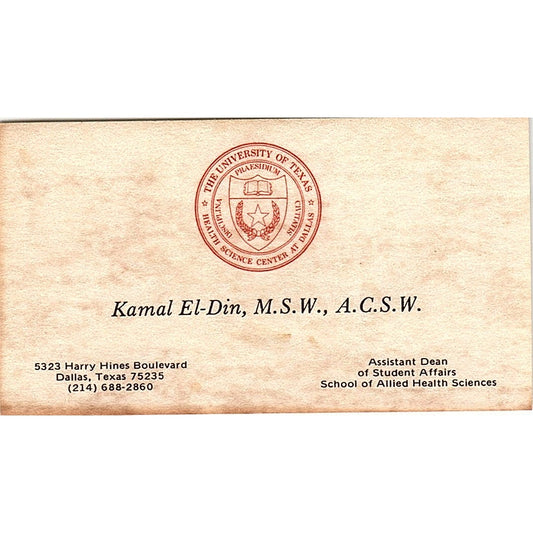 THE UNIVERSITY OF TEXAS
HEALTH SCIENCE CENTER AT DALLAS
PRAESIDIUM
DISCIPLINA
CIVITATIS
Kamal El-Din, M.S.W., A.C.S.W.
5323 Harry Hines Boulevard
Dallas, Texas 75235
(214) 688-2860
Assistant Dean
of Student Affairs
School of Allied Health Sciences